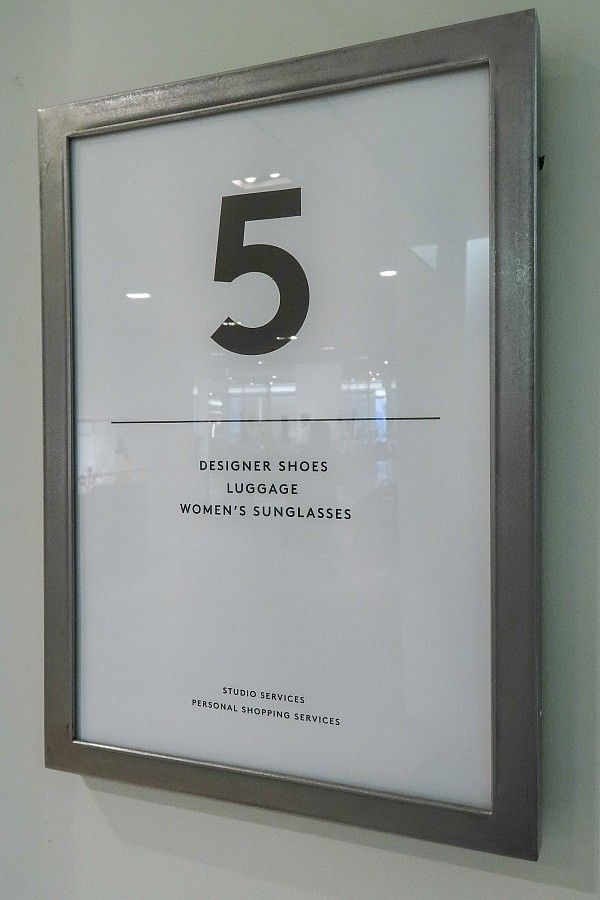 5
DESIGNER SHOES
LUGGAGE
WOMEN'S SUNGLASSES
STUDIO SERVICES
PERSONAL SHOPPING SERVICES